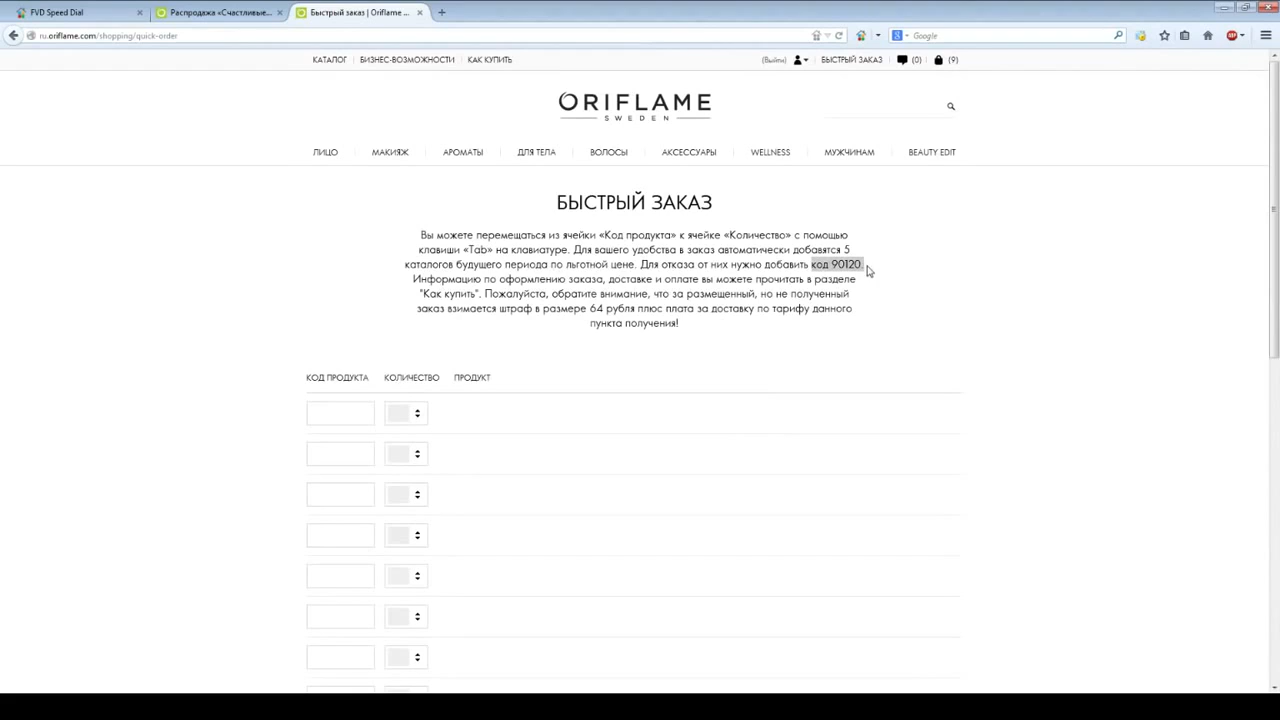 FVD Speed Dial
Распродажа «Счастливые...
Быстрый заказ | Oriflame ...
ru.oriflame.com/shopping/quick-order
Google
КАТАЛОГ БИЗНЕС-ВОЗМОЖНОСТИ КАК КУПИТЬ
(Выйти) БЫСТРЫЙ ЗАКАЗ (0) (9)
ORIFLAME
SWEDEN
ЛИЦО МАКИЯЖ АРОМАТЫ ДЛЯ ТЕЛА ВОЛОСЫ АКСЕССУАРЫ WELLNESS МУЖЧИНАМ BEAUTY EDIT
БЫСТРЫЙ ЗАКАЗ
Вы можете перемещаться из ячейки «Код продукта» к ячейке «Количество» с помощью
клавиши «Tab» на клавиатуре. Для вашего удобства в заказ автоматически добавятся 5
каталогов будущего периода по льготной цене. Для отказа от них нужно добавить код 90120.
Информацию по оформлению заказа, доставке и оплате вы можете прочитать в разделе
"Как купить". Пожалуйста, обратите внимание, что за размещенный, но не полученный
заказ взимается штраф в размере 64 рубля плюс плата за доставку по тарифу данного
пункта получения!
КОД ПРОДУКТА КОЛИЧЕСТВО ПРОДУКТ